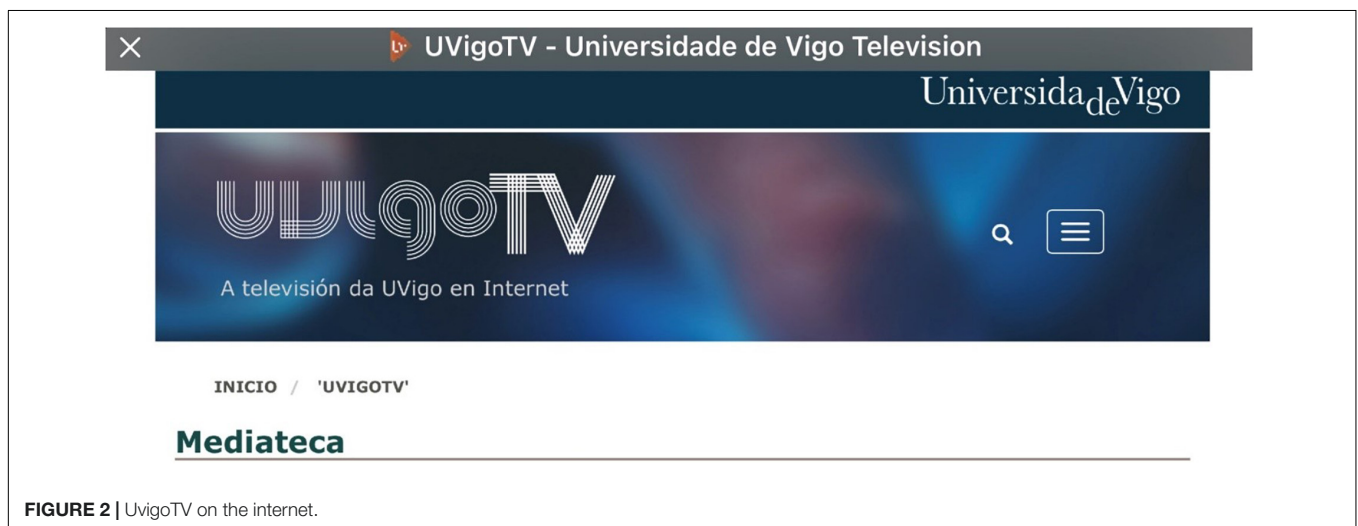 UVigoTV - Universidade de Vigo Television
UniversidadeVigo
uvigoTV
A televisión da UVigo en Internet
INICIO / 'UVIGOTV'
Mediateca
FIGURE 2 | UvigoTV on the internet.